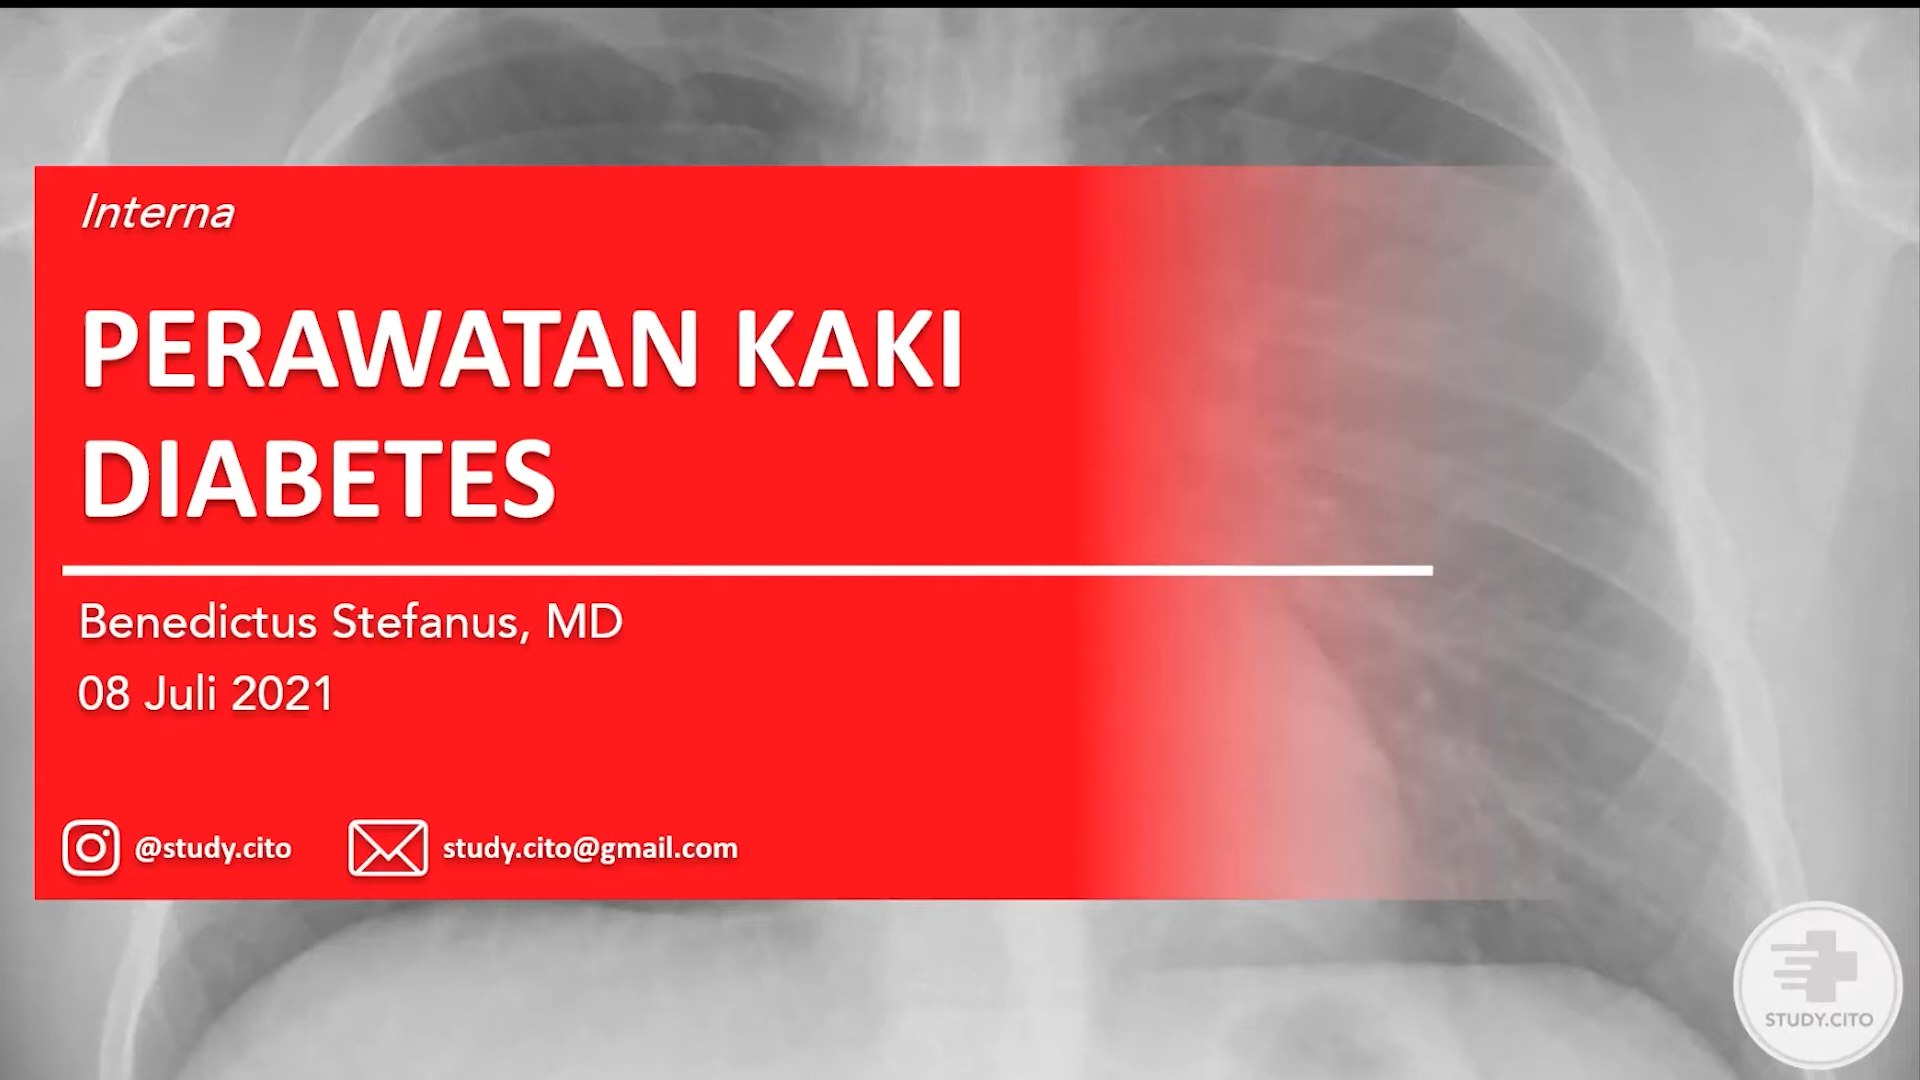 Interna
PERAWATAN KAKI
DIABETES
Benedictus Stefanus, MD
08 Juli 2021
@study.cito
study.cito@gmail.com
STUDY.CITO